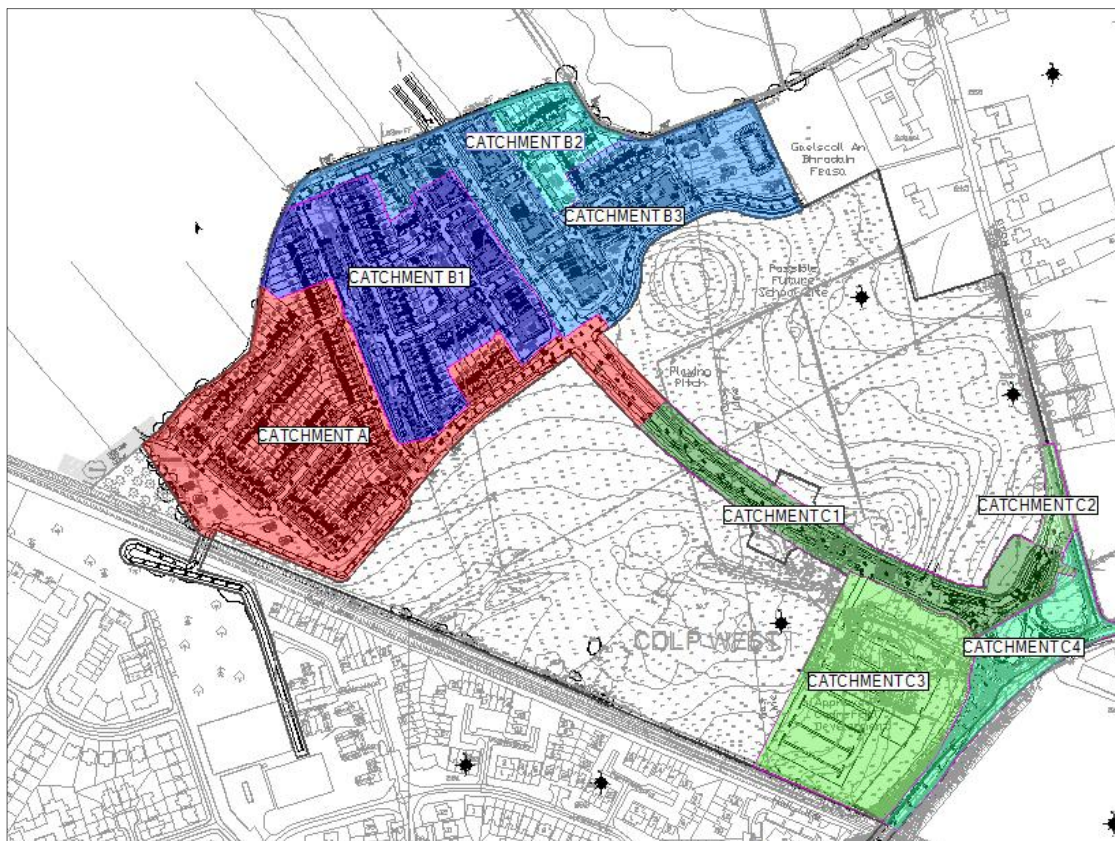 CATCHMENT B2
Gaelscoil An
Bhradain
Feasa
CATCHMENT B3
CATCHMENT B1
Possible
Future
School Site
Playing
Pitch
CATCHMENT A
CATCHMENT C2
CATCHMENT C1
COLP WEST
CATCHMENT C4
CATCHMENT C3